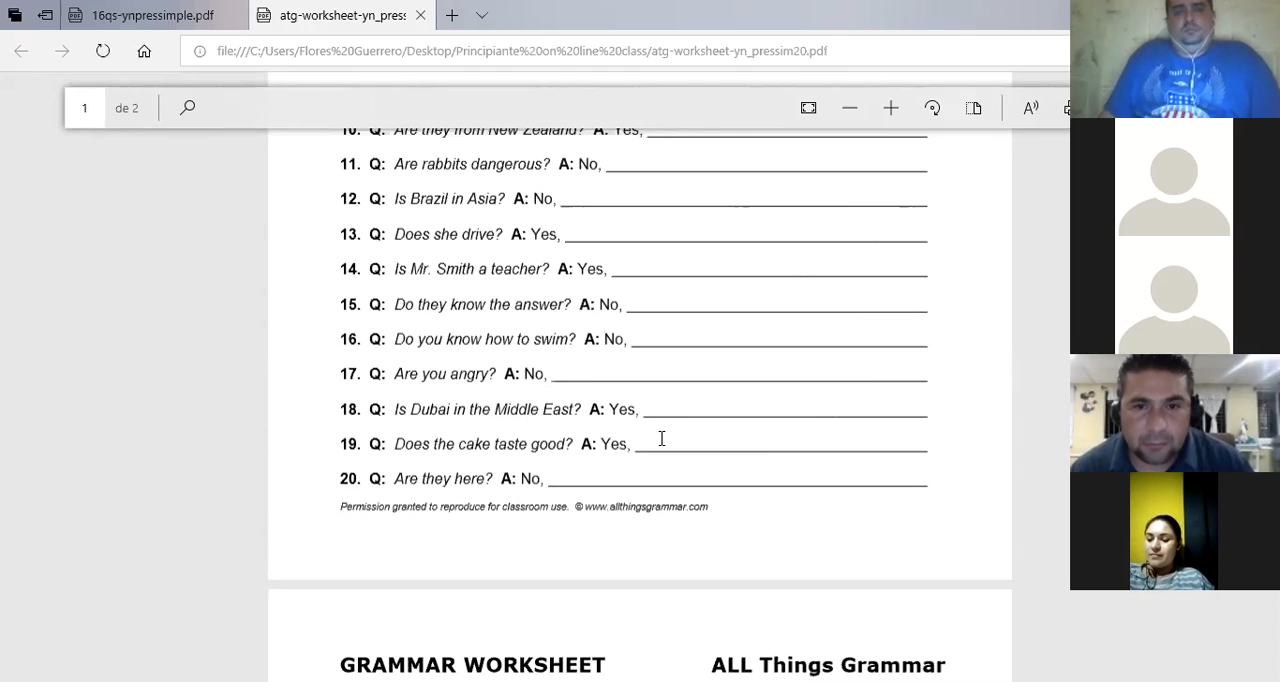 16qs-ynpressimple.pdf
atg-worksheet-yn_press
file:///C:/Users/Flores%20Guerrero/Desktop/Principiante%20on%20line%20class/atg-worksheet-yn_pressim20.pdf
1 de 2
10. Q: Are they from New Zealand? A: Yes,
11. Q: Are rabbits dangerous? A: No,
12. Q: Is Brazil in Asia? A: No,
13. Q: Does she drive? A: Yes,
14. Q: Is Mr. Smith a teacher? A: Yes,
15. Q: Do they know the answer? A: No,
16. Q: Do you know how to swim? A: No,
17. Q: Are you angry? A: No,
18. Q: Is Dubai in the Middle East? A: Yes,
19. Q: Does the cake taste good? A: Yes,
20. Q: Are they here? A: No,
Permission granted to reproduce for classroom use. © www.allthingsgrammar.com
GRAMMAR WORKSHEET ALL Things Grammar